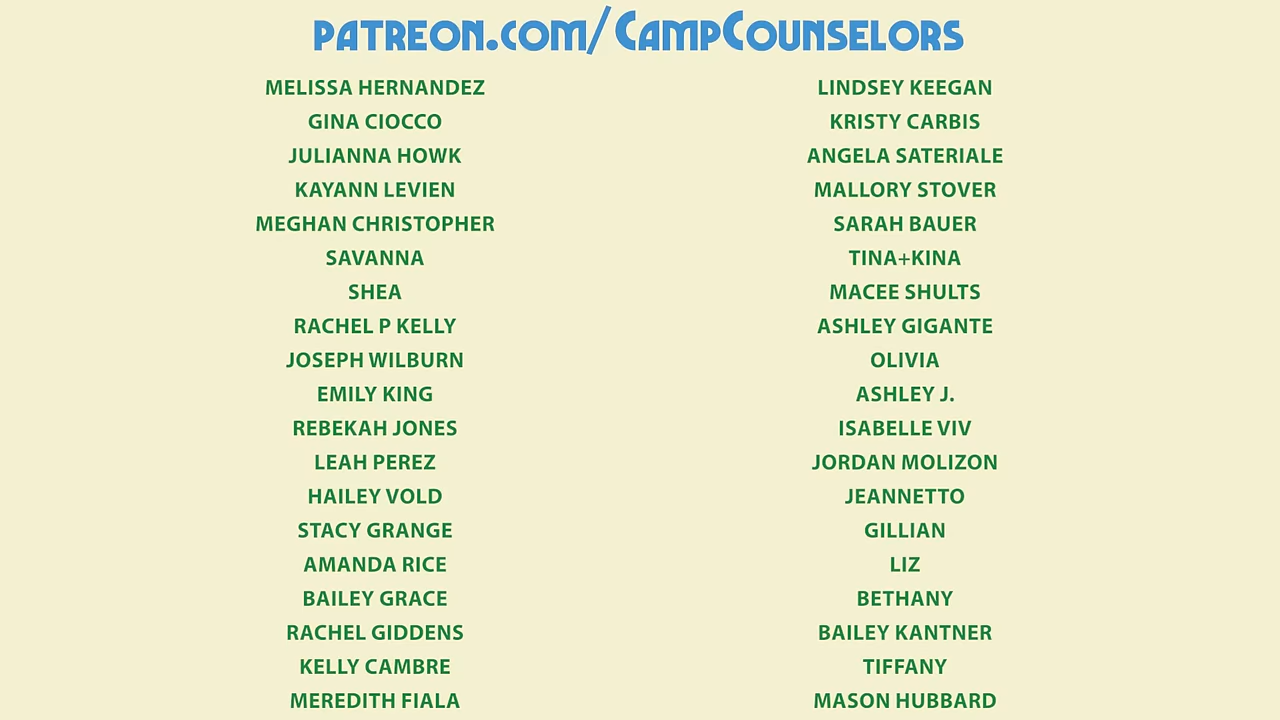 PATREON.COM/CAMPCOUNSELORS
MELISSA HERNANDEZ
GINA CIOCCO
JULIANNA HOWK
KAYANN LEVIEN
MEGHAN CHRISTOPHER
SAVANNA
SHEA
RACHEL P KELLY
JOSEPH WILBURN
EMILY KING
REBEKAH JONES
LEAH PEREZ
HAILEY VOLD
STACY GRANGE
AMANDA RICE
BAILEY GRACE
RACHEL GIDDENS
KELLY CAMBRE
MEREDITH FIALA
LINDSEY KEEGAN
KRISTY CARBIS
ANGELA SATERIALE
MALLORY STOVER
SARAH BAUER
TINA+KINA
MACEE SHULTS
ASHLEY GIGANTE
OLIVIA
ASHLEY J.
ISABELLE VIV
JORDAN MOLIZON
JEANNETTO
GILLIAN
LIZ
BETHANY
BAILEY KANTNER
TIFFANY
MASON HUBBARD